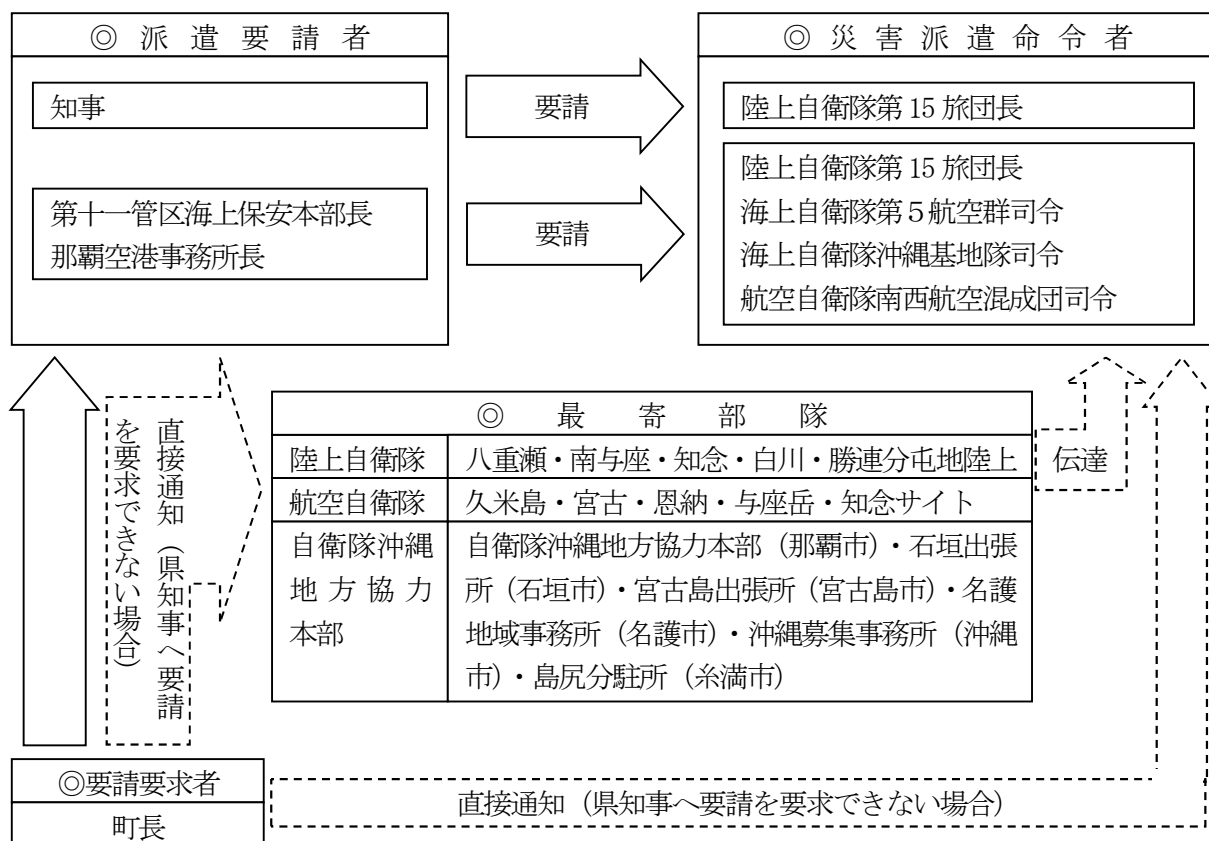 ◎派遣要請者
知事
第十一管区海上保安本部長
那覇空港事務所長
要請
要請
◎災害派遣命令者
陸上自衛隊第15旅団長
陸上自衛隊第15旅団長
海上自衛隊第5航空群司令
海上自衛隊沖縄基地隊司令
航空自衛隊南西航空混成団司令
直接通知（県知事へ要請
を要求できない場合）
◎最寄部隊
陸上自衛隊
八重瀬・南与座・知念・白川・勝連分屯地陸上
航空自衛隊
久米島・宮古・恩納・与座岳・知念サイト
自衛隊沖縄
地方協力
本部
自衛隊沖縄地方協力本部（那覇市）・石垣出張
所（石垣市）・宮古島出張所（宮古島市）・名護
地域事務所（名護市）・沖縄募集事務所（沖縄
市）・島尻分駐所（糸満市）
伝達
◎要請要求者
町長
直接通知（県知事へ要請を要求できない場合）